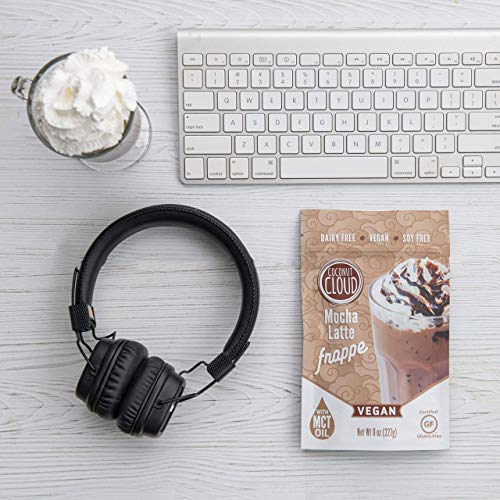 DAIRY FREE • VEGAN • SOY FREE
COCONUT
CLOUD
Mocha
Latte
frappe
WITH
MCT
OIL
VEGAN
Certified
GF
Gluten-Free
Net Wt 8 oz (227g)